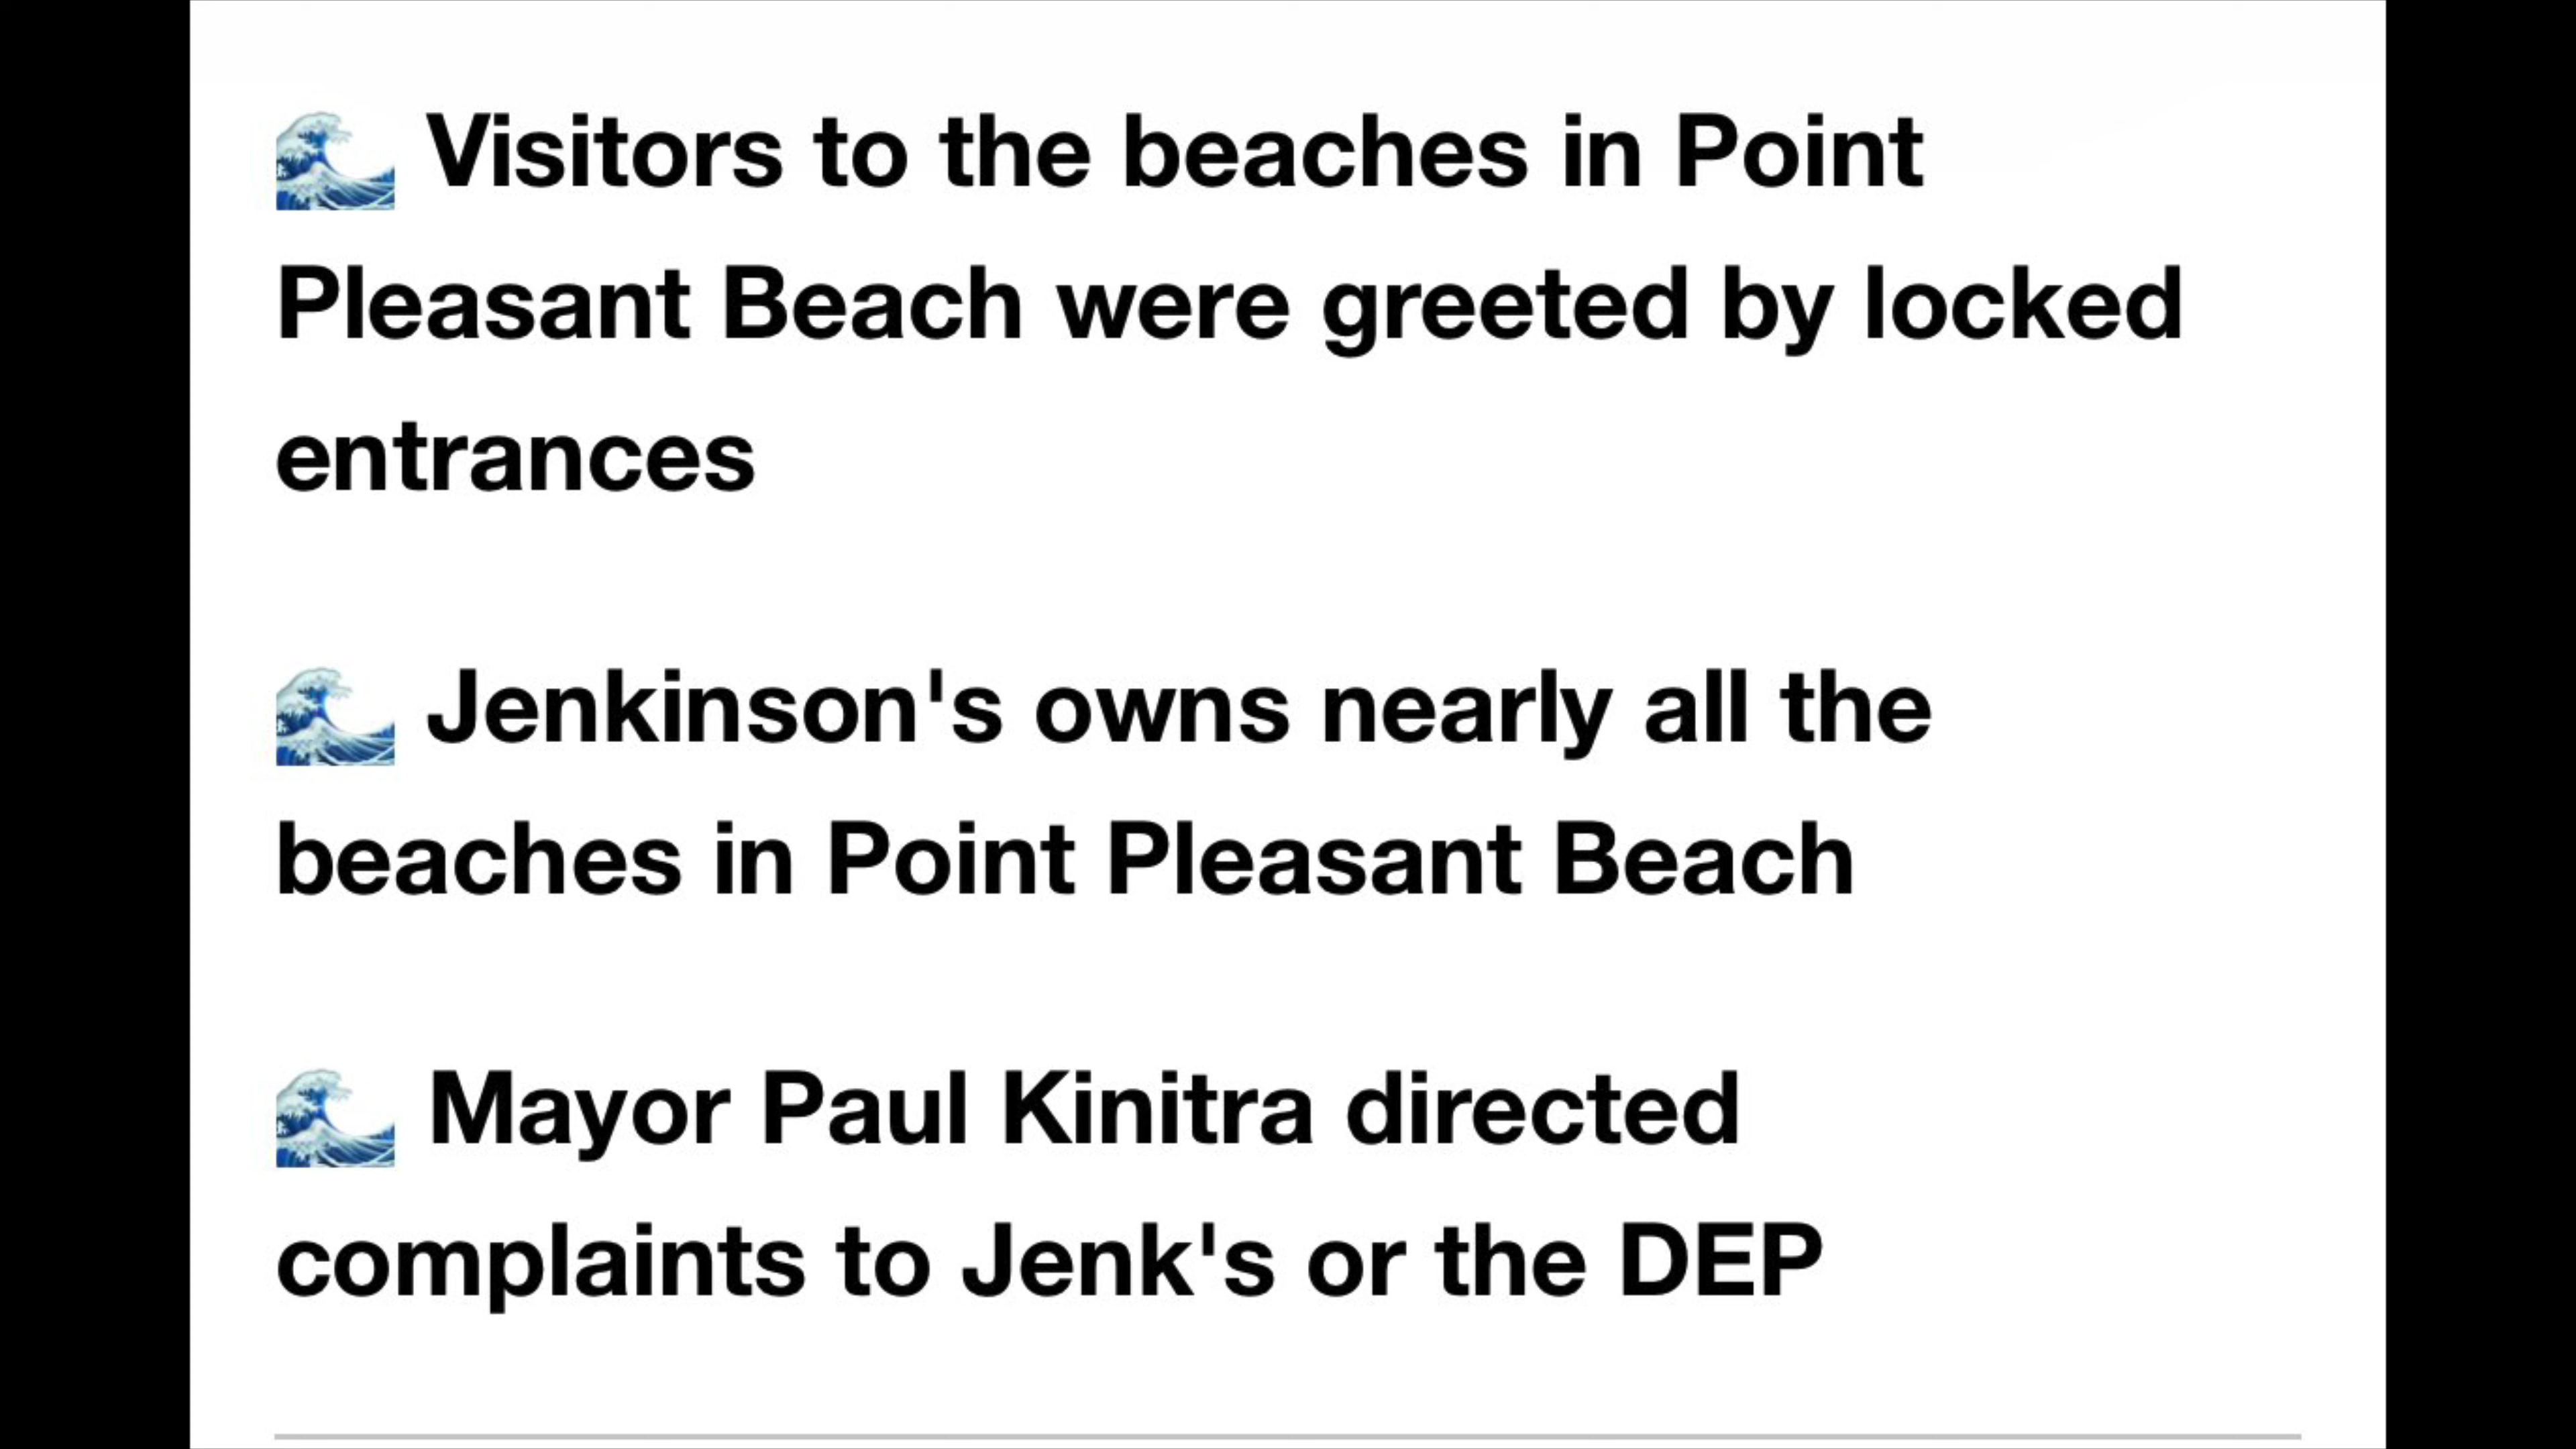 🌊 Visitors to the beaches in Point
Pleasant Beach were greeted by locked
entrances
🌊 Jenkinson's owns nearly all the
beaches in Point Pleasant Beach
🌊 Mayor Paul Kinitra directed
complaints to Jenk's or the DEP